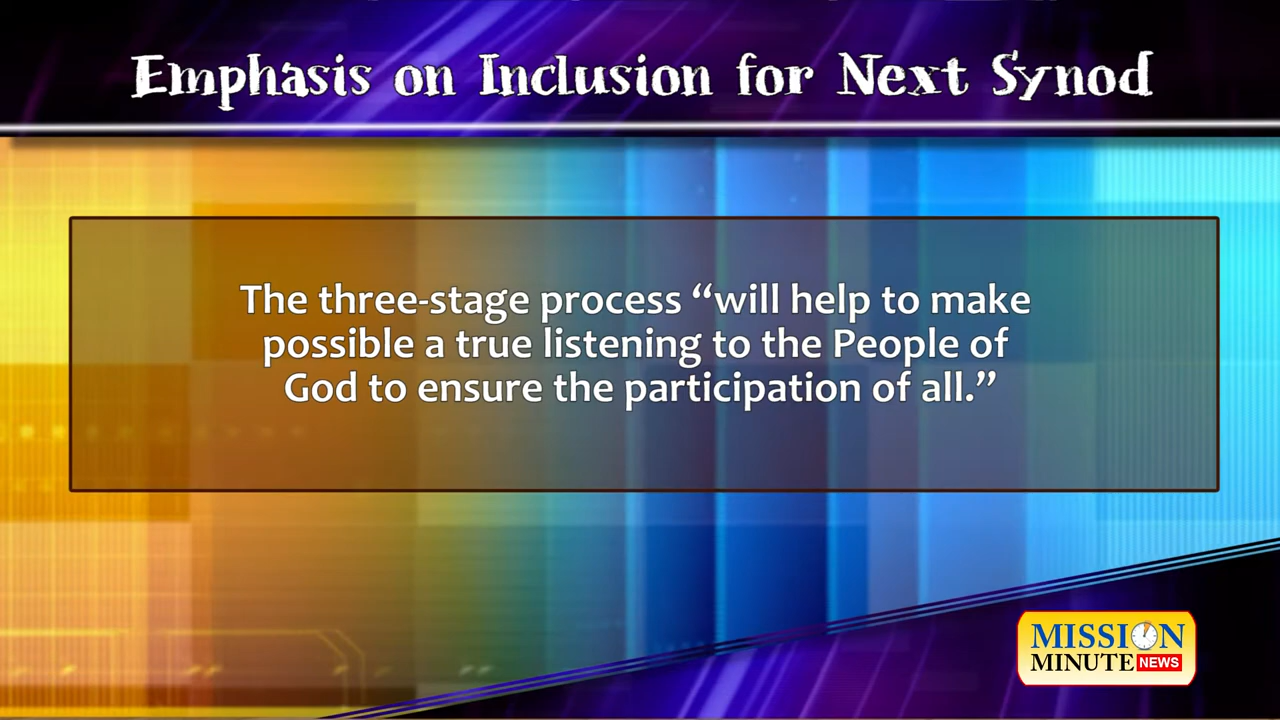 Emphasis on Inclusion for Next Synod
The three-stage process “will help to make
possible a true listening to the People of
God to ensure the participation of all.”
MISSION
MINUTE NEWS